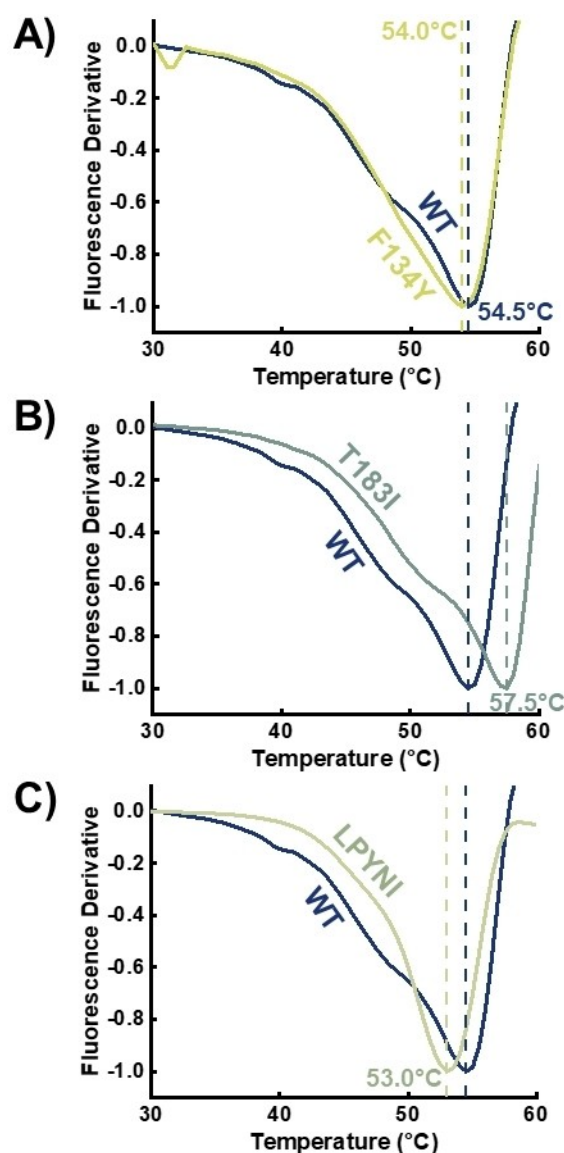 A)
54.0°C
0.0
-0.2
-0.4
-0.6
-0.8
-1.0
Fluorescence Derivative
WT
F134Y
54.5°C
30
40
50
60
Temperature (°C)
B)
0.0
-0.2
-0.4
-0.6
-0.8
-1.0
Fluorescence Derivative
T183I
WT
57.5°C
30
40
50
60
Temperature (°C)
C)
0.0
-0.2
-0.4
-0.6
-0.8
-1.0
Fluorescence Derivative
LPYNI
WT
53.0°C
30
40
50
60
Temperature (°C)